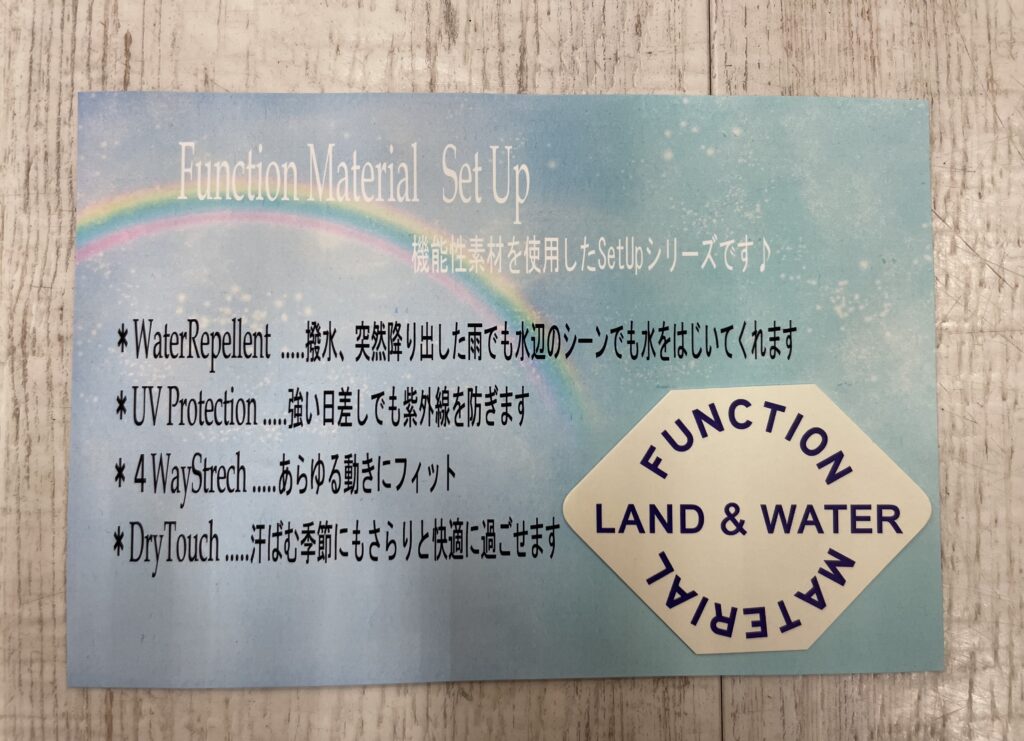 Function Material Set Up
機能性素材を使用したSetUpシリーズです♪
*WaterRepellent .....撥水、突然降り出した雨でも水辺のシーンでも水をはじいてくれます
*UV Protection .....強い日差しでも紫外線を防ぎます
*4WayStrech .....あらゆる動きにフィット
*DryTouch .....汗ばむ季節にもさらりと快適に過ごせます
FUNCTION
LAND & WATER
MATERIAL